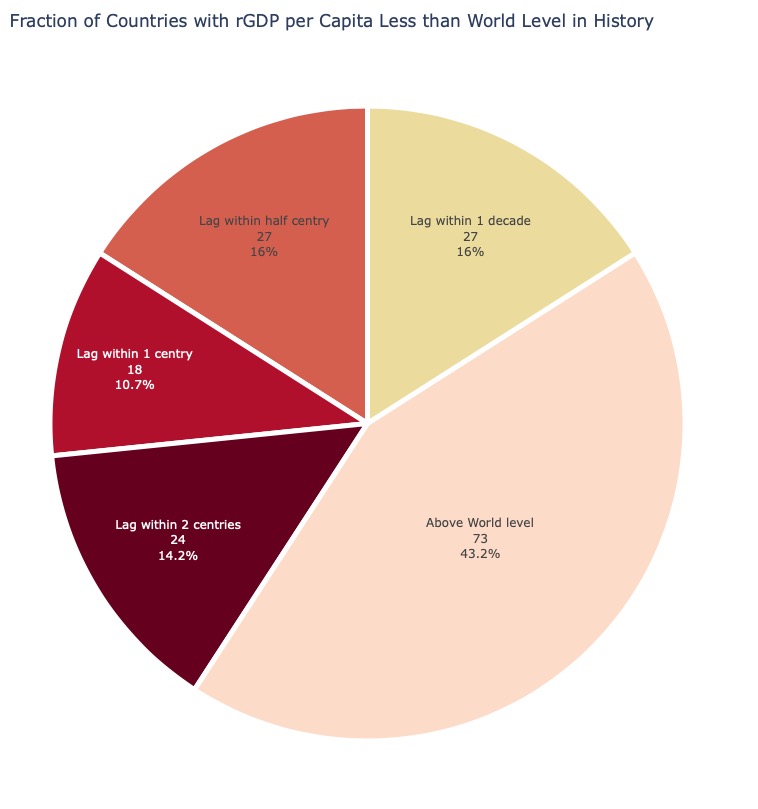 Fraction of Countries with rGDP per Capita Less than World Level in History
Lag within half centry
27
16%
Lag within 1 decade
27
16%
Lag within 1 centry
18
10.7%
Lag within 2 centries
24
14.2%
Above World level
73
43.2%